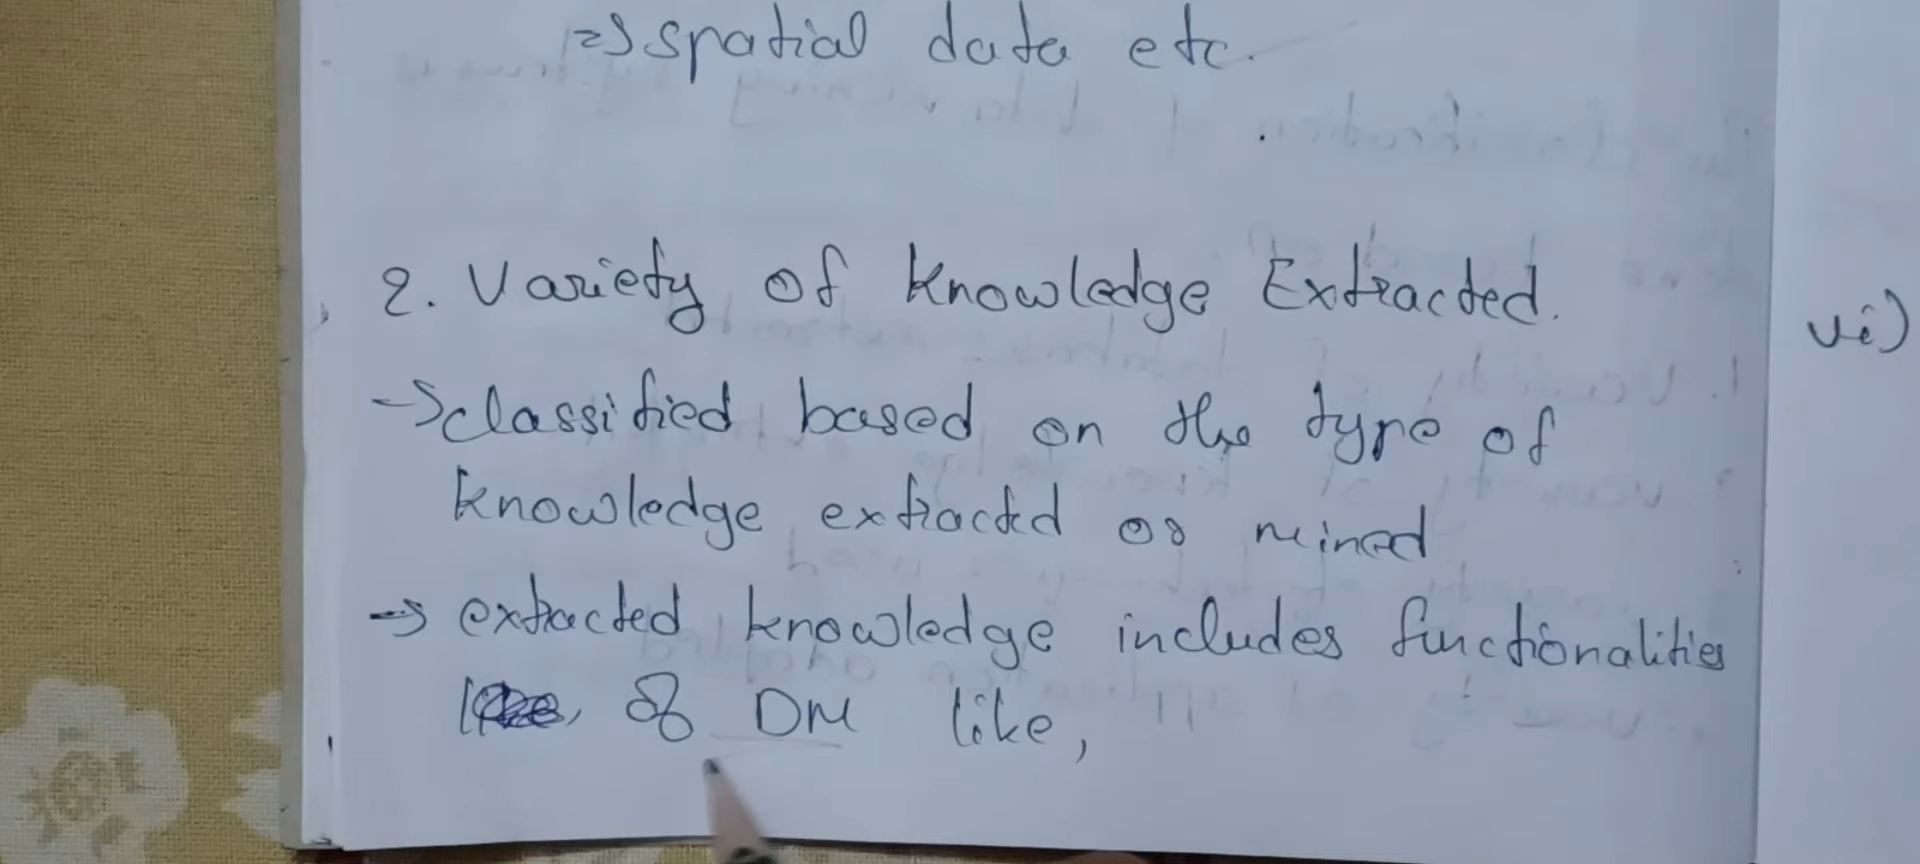 ⇒ spatial data etc.
2. Variety of Knowledge Extracted.
→ classified based on the type of
knowledge extracted or mined
→ extracted knowledge includes functionalities
of DM like,
vi)